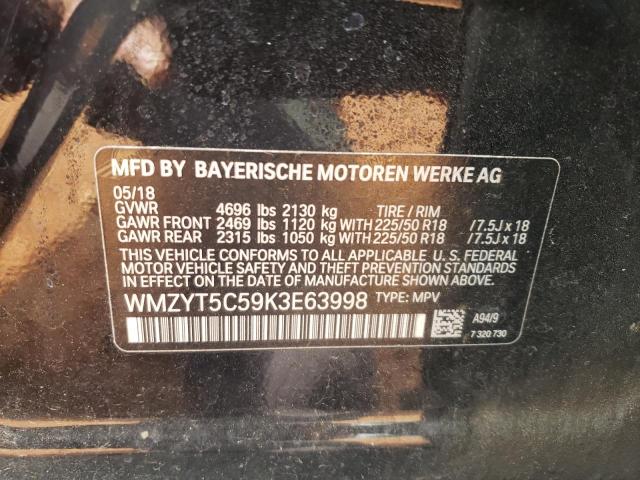 MFD BY BAYERISCHE MOTOREN WERKE AG
05/18
GVWR 4696 lbs 2130 kg TIRE / RIM
GAWR FRONT 2469 lbs 1120 kg WITH 225/50 R18 /7.5J x 18
GAWR REAR 2315 lbs 1050 kg WITH 225/50 R18 /7.5J x 18
THIS VEHICLE CONFORMS TO ALL APPLICABLE U. S. FEDERAL
MOTOR VEHICLE SAFETY AND THEFT PREVENTION STANDARDS
IN EFFECT ON THE DATE OF MANUFACTURE SHOWN ABOVE.
WMZYT5C59K3E63998 TYPE: MPV
A94/9
7 320 730